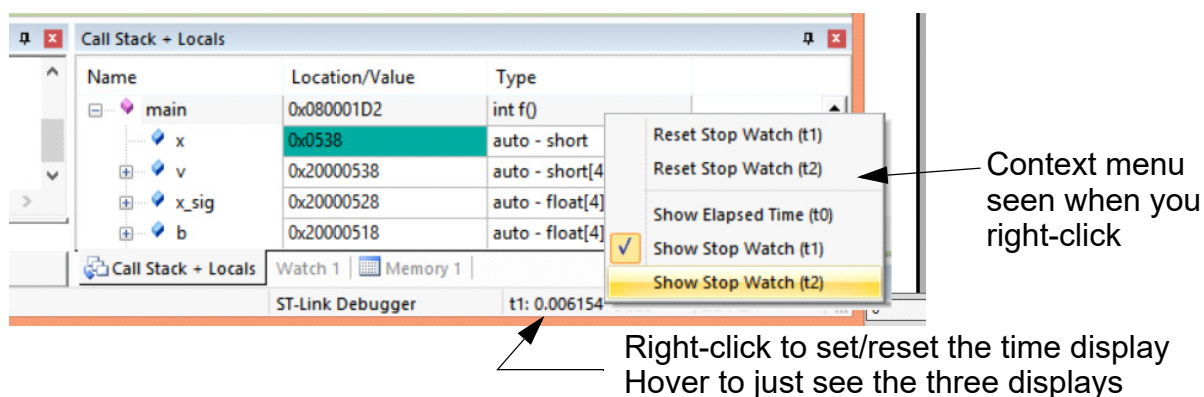 Call Stack + Locals
Name Location/Value Type
main 0x080001D2 int f()
x 0x0538 auto - short
v 0x20000538 auto - short[4
x_sig 0x20000528 auto - float[4]
b 0x20000518 auto - float[4]
Call Stack + Locals Watch 1 Memory 1
ST-Link Debugger t1: 0.006154
Reset Stop Watch (t1)
Reset Stop Watch (t2)
Show Elapsed Time (t0)
Show Stop Watch (t1)
Show Stop Watch (t2)
Context menu
seen when you
right-click
Right-click to set/reset the time display
Hover to just see the three displays